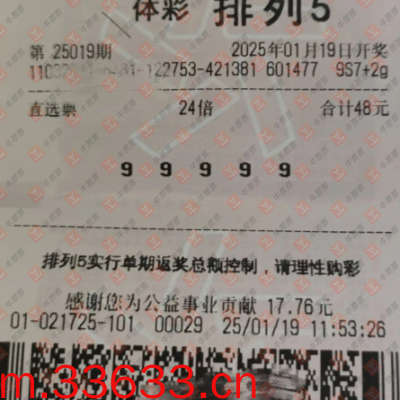 体彩 排列5
第 25019期 2025年01月19日开奖
122753-421381 601477 9S7+2g
直选票 24倍 合计48元
9 9 9 9 9
排列5实行单期返奖总额控制，请理性购彩
感谢您为公益事业贡献 17.76元
01-021725-101 00029 25/01/19 11:53:26
m.33633.cn